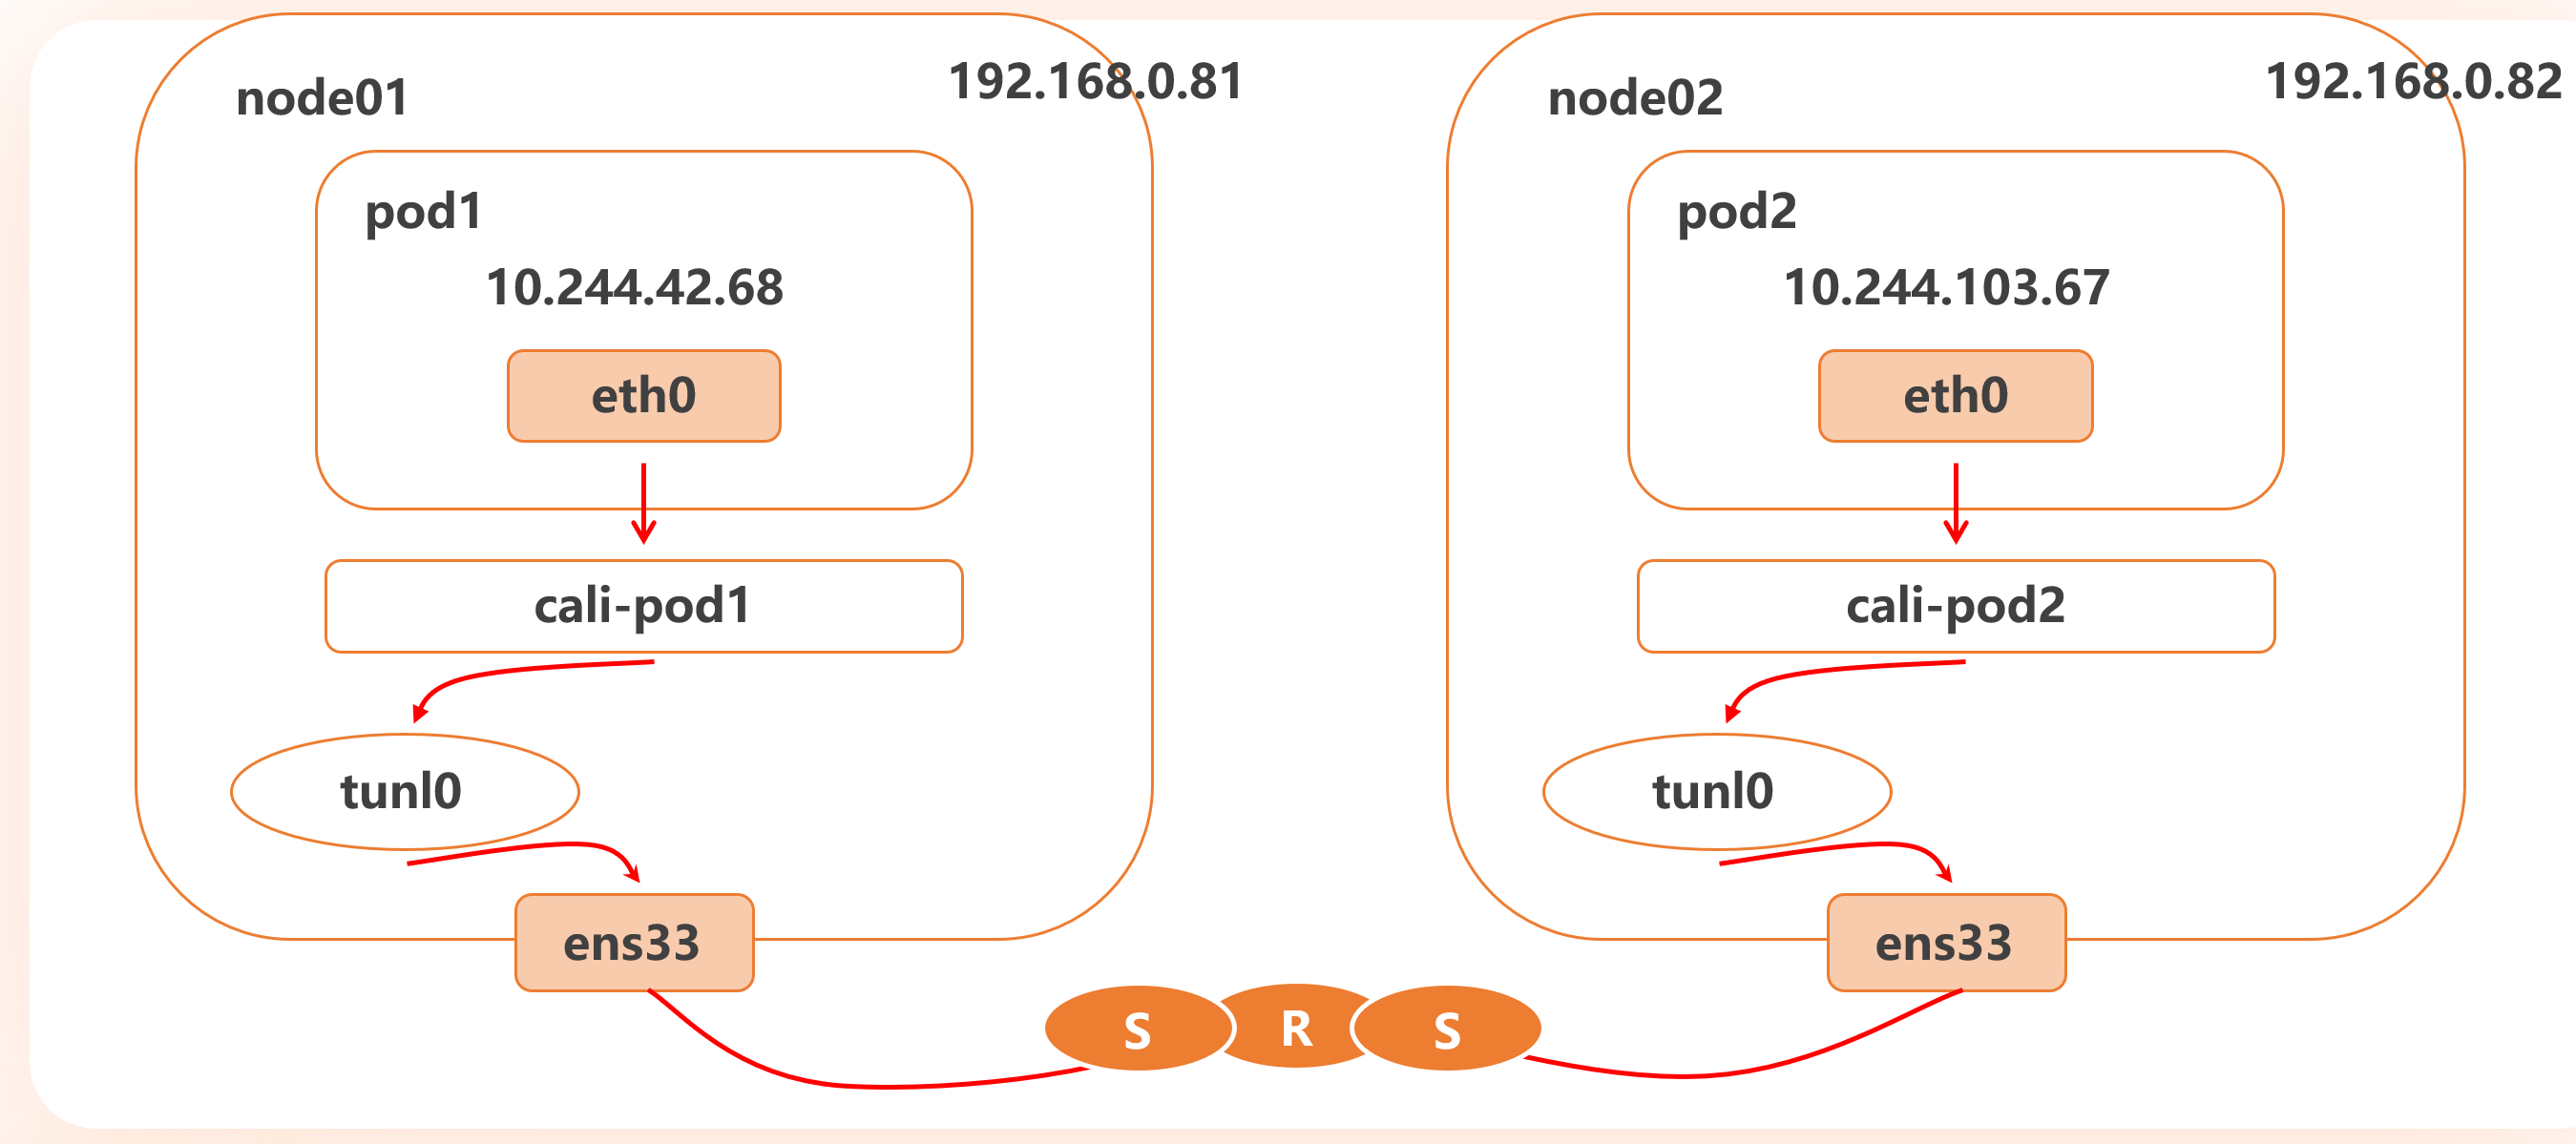 node01
192.168.0.81
pod1
10.244.42.68
eth0
cali-pod1
tunl0
ens33
node02
192.168.0.82
pod2
10.244.103.67
eth0
cali-pod2
tunl0
ens33
S
R
S